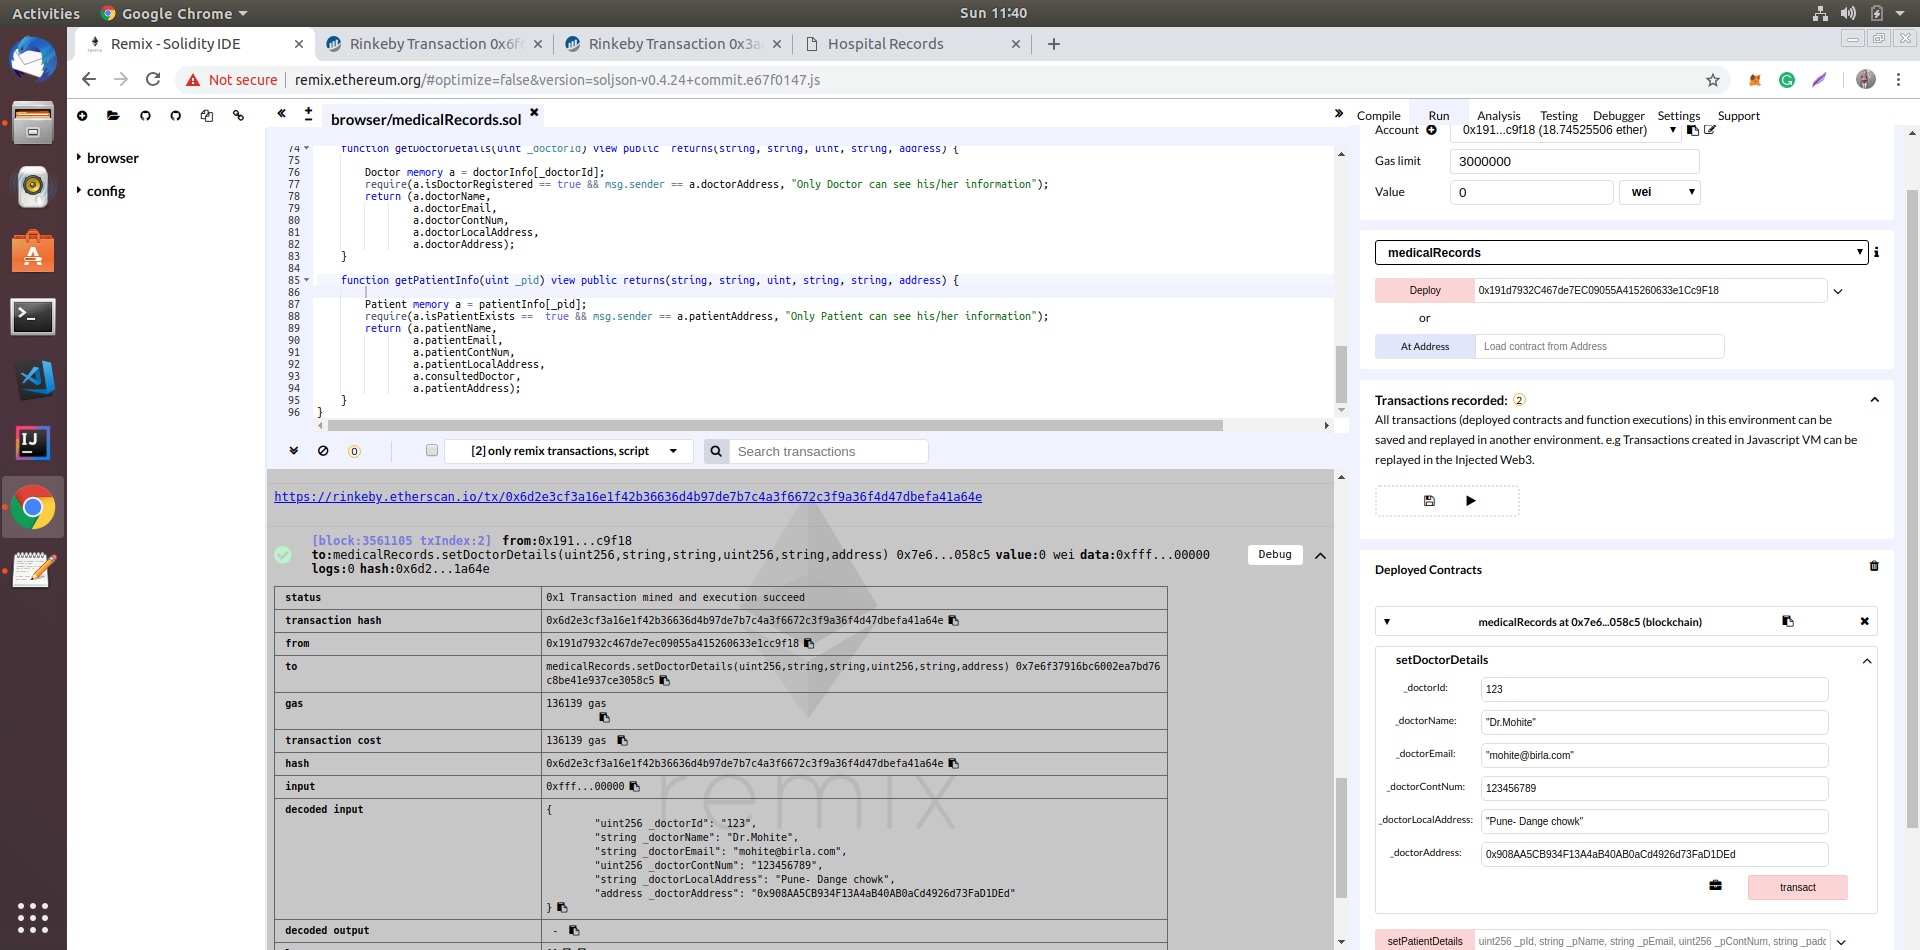 Activities
Google Chrome
Sun 11:40
Remix - Solidity IDE
Rinkeby Transaction 0x6f
Rinkeby Transaction 0x3a
Hospital Records
Not secure
remix.ethereum.org/#optimize=false&version=soljson-v0.4.24+commit.e67f0147.js
browser
config
browser/medicalRecords.sol
74 function getDoctorDetails(uint _doctorId) view public  returns(string, string, uint, string, address) {
75
76 Doctor memory a = doctorInfo[_doctorId];
77 require(a.isDoctorRegistered == true && msg.sender == a.doctorAddress, "Only Doctor can see his/her information");
78 return (a.doctorName,
79 a.doctorEmail,
80 a.doctorContNum,
81 a.doctorLocalAddress,
82 a.doctorAddress);
83 }
84
85 function getPatientInfo(uint _pid) view public returns(string, string, uint, string, string, address) {
86
87 Patient memory a = patientInfo[_pid];
88 require(a.isPatientExists ==  true && msg.sender == a.patientAddress, "Only Patient can see his/her information");
89 return (a.patientName,
90 a.patientEmail,
91 a.patientContNum,
92 a.patientLocalAddress,
93 a.consultedDoctor,
94 a.patientAddress);
95 }
96 }
0
[2] only remix transactions, script
Search transactions
https://rinkeby.etherscan.io/tx/0x6d2e3cf3a16e1f42b36636d4b97de7b7c4a3f6672c3f9a36f4d47dbefa41a64e
[block:3561105 txIndex:2] from:0x191...c9f18
to:medicalRecords.setDoctorDetails(uint256,string,string,uint256,string,address) 0x7e6...058c5 value:0 wei data:0xfff...00000
logs:0 hash:0x6d2...1a64e
Debug
status 0x1 Transaction mined and execution succeed
transaction hash 0x6d2e3cf3a16e1f42b36636d4b97de7b7c4a3f6672c3f9a36f4d47dbefa41a64e
from 0x191d7932c467de7ec09055a415260633e1cc9f18
to medicalRecords.setDoctorDetails(uint256,string,string,uint256,string,address) 0x7e6f37916bc6002ea7bd76
c8be41e937ce3058c5
gas 136139 gas
transaction cost 136139 gas
hash 0x6d2e3cf3a16e1f42b36636d4b97de7b7c4a3f6672c3f9a36f4d47dbefa41a64e
input 0xfff...00000
decoded input {
"uint256 _doctorId": "123",
"string _doctorName": "Dr.Mohite",
"string _doctorEmail": "mohite@birla.com",
"uint256 _doctorContNum": "123456789",
"string _doctorLocalAddress": "Pune- Dange chowk",
"address _doctorAddress": "0x908AA5CB934F13A4aB40AB0aCd4926d73FaD1DEd"
}
decoded output -
remix
Compile Run Analysis Testing Debugger Settings Support
Account 0x191...c9f18 (18.74525506 ether)
Gas limit 3000000
Value 0 wei
medicalRecords
Deploy 0x191d7932C467de7EC09055A415260633e1Cc9F18
or
At Address Load contract from Address
Transactions recorded: 2
All transactions (deployed contracts and function executions) in this environment can be
saved and replayed in another environment. e.g Transactions created in Javascript VM can be
replayed in the Injected Web3.
Deployed Contracts
medicalRecords at 0x7e6...058c5 (blockchain)
setDoctorDetails
_doctorId: 123
_doctorName: "Dr.Mohite"
_doctorEmail: "mohite@birla.com"
_doctorContNum: 123456789
_doctorLocalAddress: "Pune- Dange chowk"
_doctorAddress: 0x908AA5CB934F13A4aB40AB0aCd4926d73FaD1DEd
transact
setPatientDetails uint256 _pId, string _pName, string _pEmail, uint256 _pContNum, string _padd